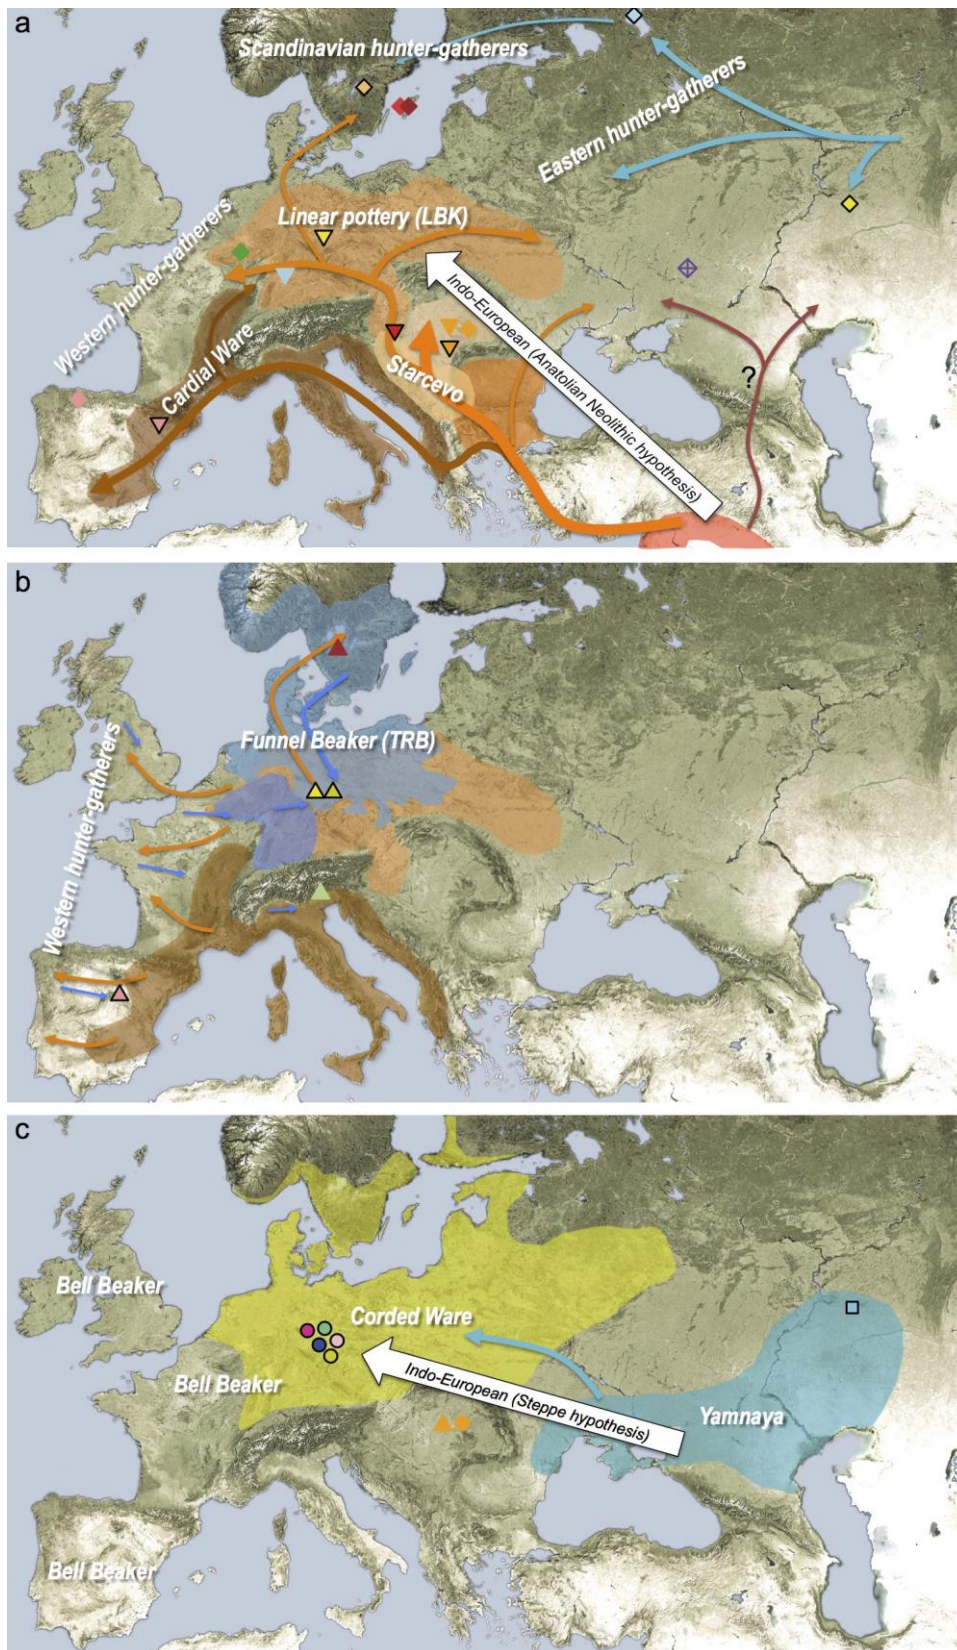 a
Scandinavian hunter-gatherers
Eastern hunter-gatherers
Western hunter-gatherers
Linear pottery (LBK)
Indo-European (Anatolian Neolithic hypothesis)
Cardial Ware
Starcevo
?
b
Funnel Beaker (TRB)
Western hunter-gatherers
c
Bell Beaker
Corded Ware
Bell Beaker
Indo-European (Steppe hypothesis)
Yamnaya
Bell Beaker